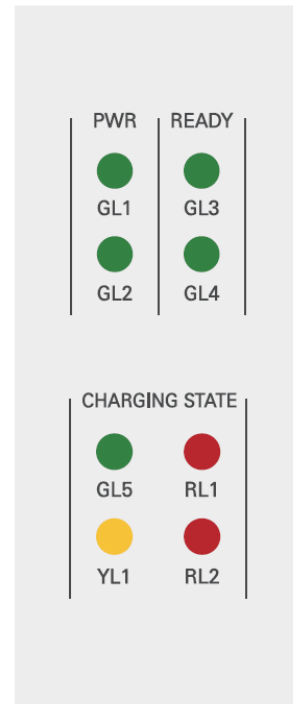 PWR READY
GL1 GL3
GL2 GL4
CHARGING STATE
GL5 RL1
YL1 RL2